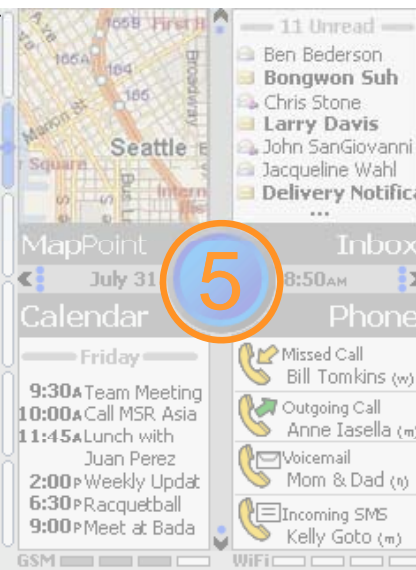 165B First H
165A 164
Broadway
165
Marion St
Seattle
Square
Intern
MapPoint
11 Unread
Ben Bederson
Bongwon Suh
Chris Stone
Larry Davis
John SanGiovanni
Jacqueline Wahl
Delivery Notifica
...
Inbox
July 31
5
8:50AM
Calendar
Friday
9:30A Team Meeting
10:00A Call MSR Asia
11:45A Lunch with
Juan Perez
2:00P Weekly Updat
6:30P Racquetball
9:00P Meet at Bada
Phone
Missed Call
Bill Tomkins (w)
Outgoing Call
Anne Iasella (m)
Voicemail
Mom & Dad (h)
Incoming SMS
Kelly Goto (m)
GSM
WiFi